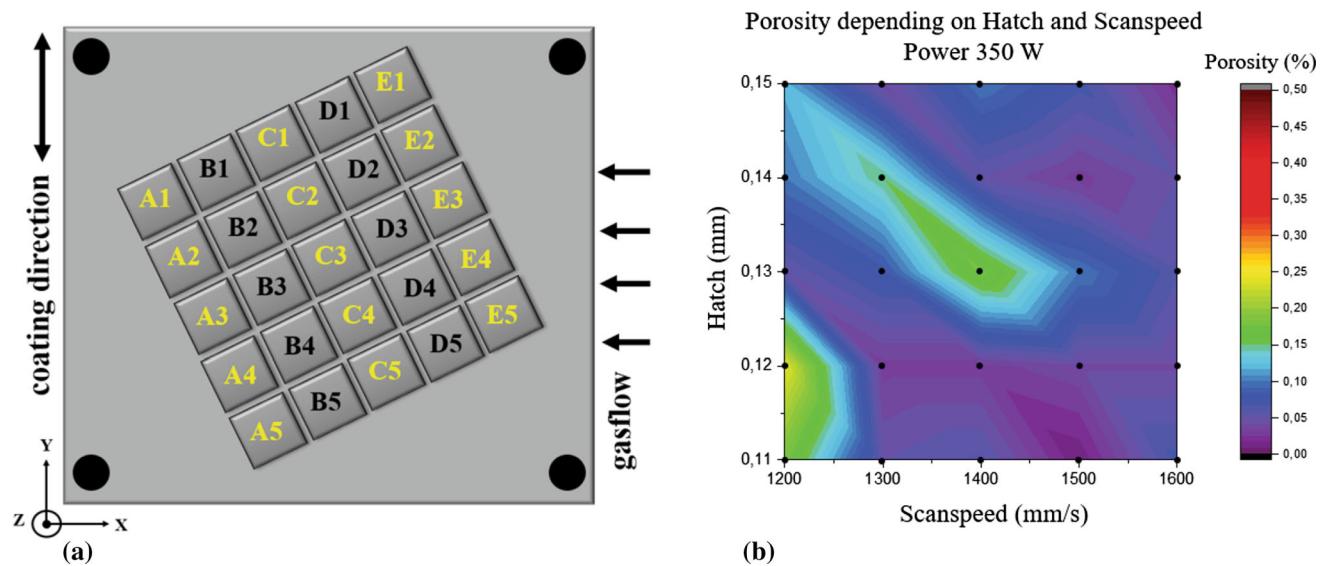 (a)
coating direction
A1 B1 C1 D1 E1
A2 B2 C2 D2 E2
A3 B3 C3 D3 E3
A4 B4 C4 D4 E4
A5 B5 C5 D5 E5
gasflow
Y
Z
X
(b)
Porosity depending on Hatch and Scanspeed
Power 350 W
Porosity (%)
Hatch (mm)
0,15
0,14
0,13
0,12
0,11
1200 1300 1400 1500 1600
Scanspeed (mm/s)
0,50
0,45
0,40
0,35
0,30
0,25
0,20
0,15
0,10
0,05
0,00